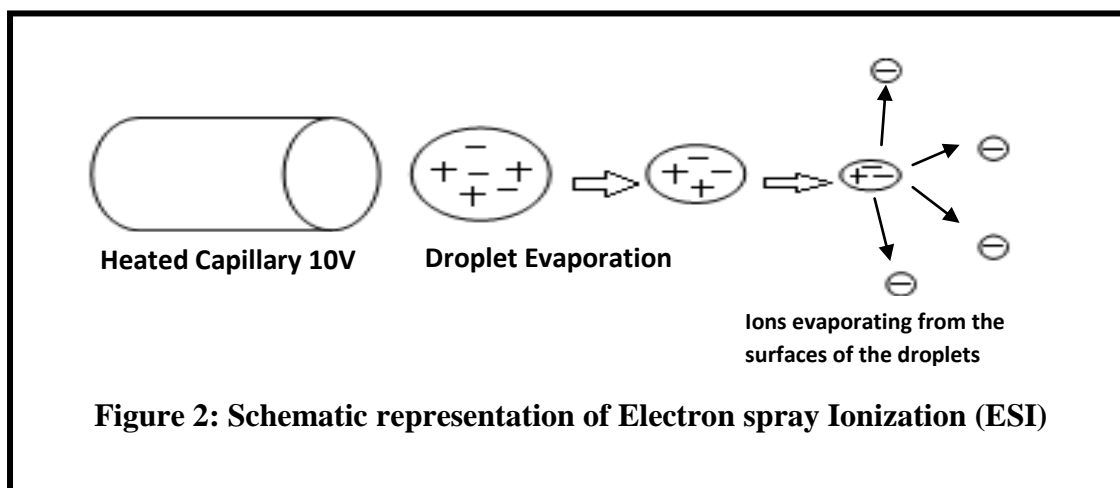 Heated Capillary 10V
Droplet Evaporation
Ions evaporating from the
surfaces of the droplets
Figure 2: Schematic representation of Electron spray Ionization (ESI)